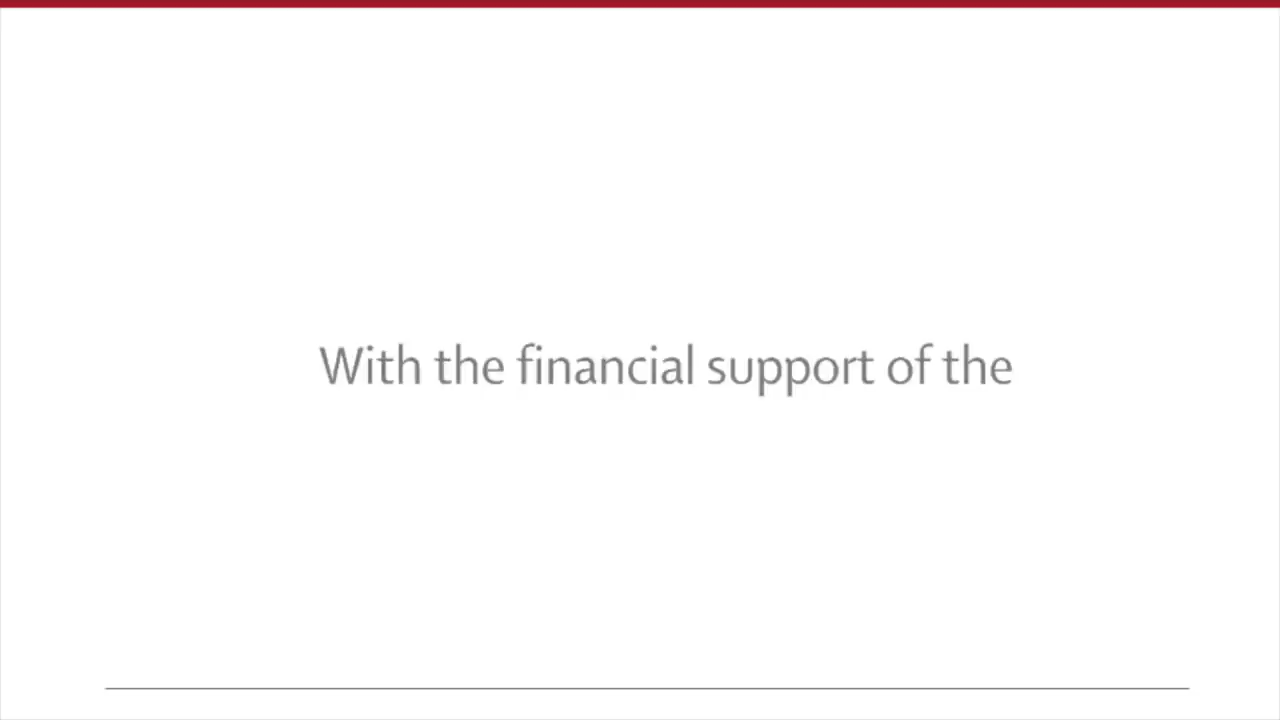 With the financial support of the